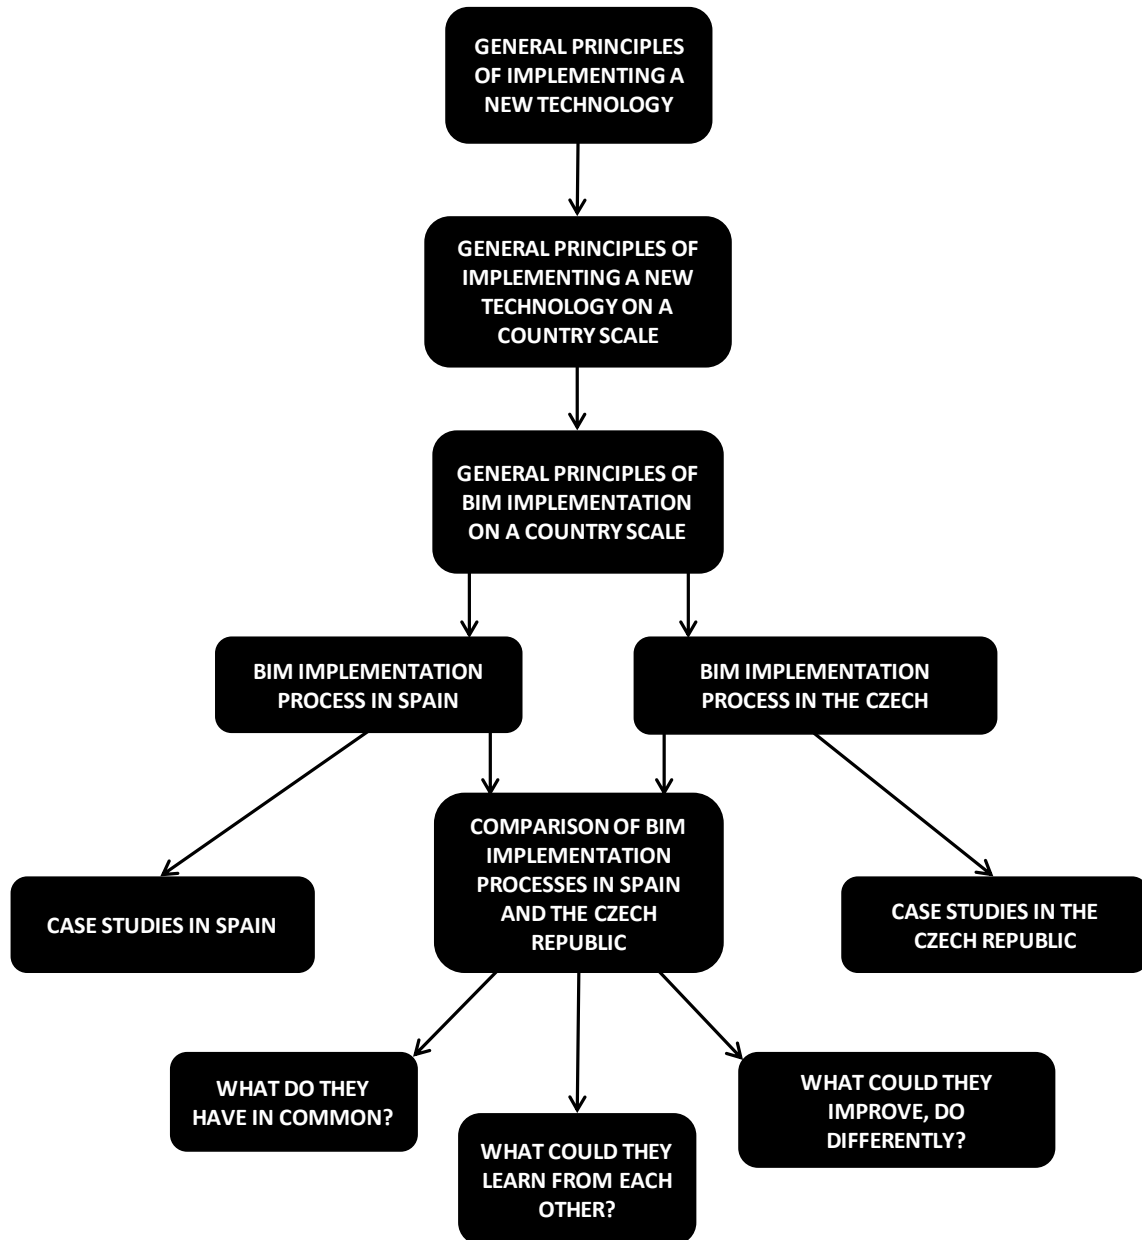 GENERAL PRINCIPLES
OF IMPLEMENTING A
NEW TECHNOLOGY
GENERAL PRINCIPLES OF
IMPLEMENTING A NEW
TECHNOLOGY ON A
COUNTRY SCALE
GENERAL PRINCIPLES OF
BIM IMPLEMENTATION
ON A COUNTRY SCALE
BIM IMPLEMENTATION
PROCESS IN SPAIN
BIM IMPLEMENTATION
PROCESS IN THE CZECH
COMPARISON OF BIM
IMPLEMENTATION
PROCESSES IN SPAIN
AND THE CZECH
REPUBLIC
CASE STUDIES IN SPAIN
CASE STUDIES IN THE
CZECH REPUBLIC
WHAT DO THEY
HAVE IN COMMON?
WHAT COULD THEY
LEARN FROM EACH
OTHER?
WHAT COULD THEY
IMPROVE, DO
DIFFERENTLY?